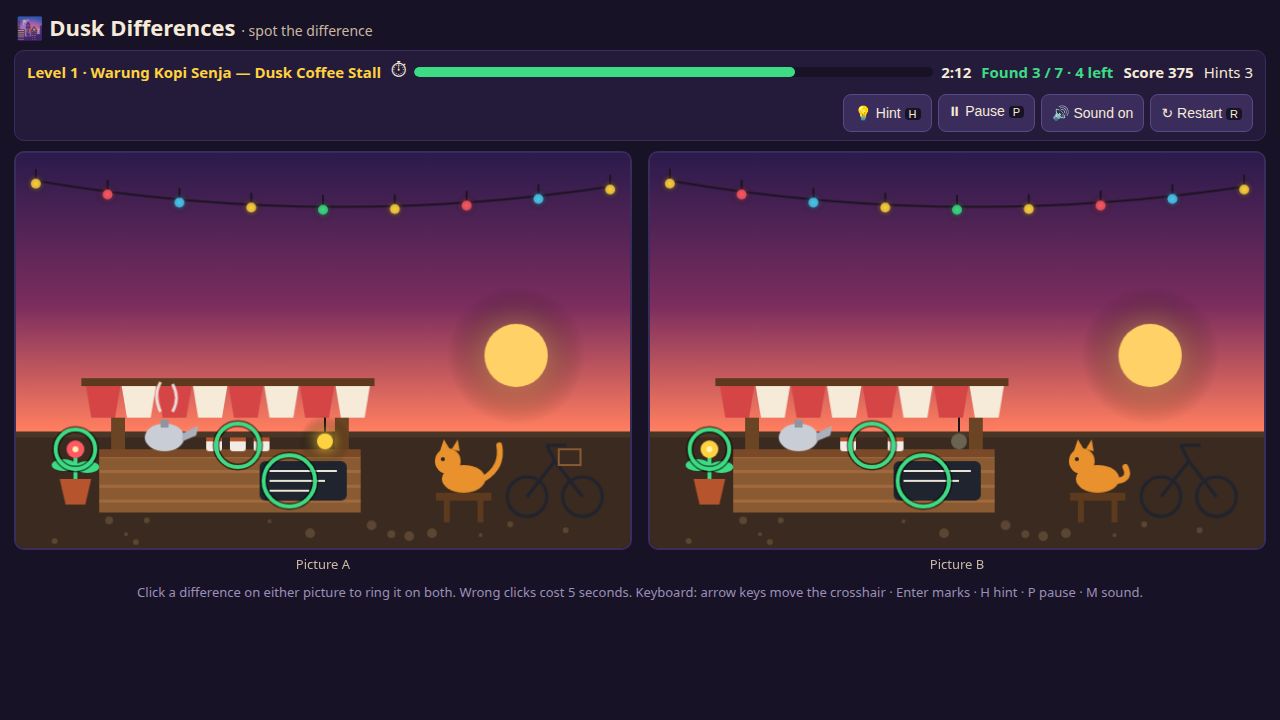 Dusk Differences · spot the difference
Level 1 · Warung Kopi Senja — Dusk Coffee Stall 2:12 Found 3 / 7 · 4 left Score 375 Hints 3
Hint H Pause P Sound on Restart R
Picture A Picture B
Click a difference on either picture to ring it on both. Wrong clicks cost 5 seconds. Keyboard: arrow keys move the crosshair · Enter marks · H hint · P pause · M sound.